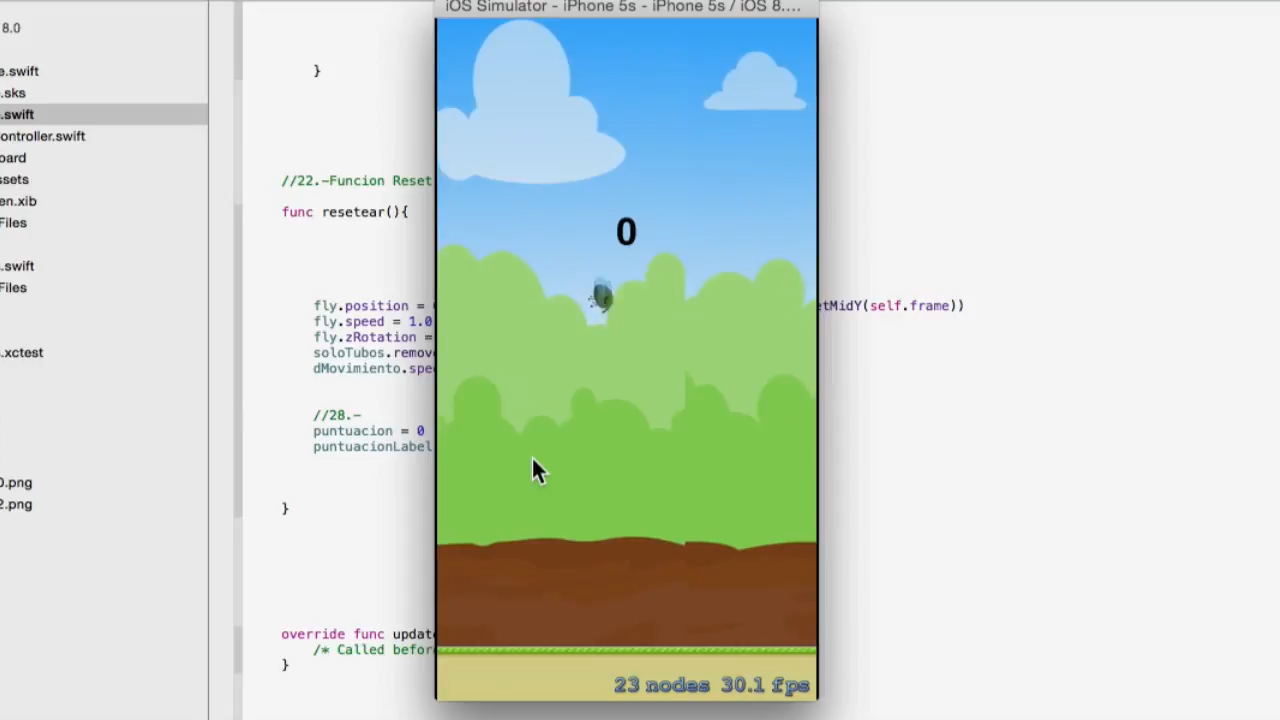 iOS Simulator - iPhone 5s - iPhone 5s / iOS 8....
8.0
e.swift
.sks
.swift
ontroller.swift
oard
ssets
en.xib
Files
s.swift
Files
s.xctest
0.png
2.png
}
//22.-Funcion Reset
func resetear(){
fly.position =
etMidY(self.frame))
fly.speed = 1.0
fly.zRotation =
soloTubos.remov
dMovimiento.spe
//28.-
puntuacion = 0
puntuacionLabel
}
override func updat
/* Called befor
}
0
23 nodes 30.1 fps